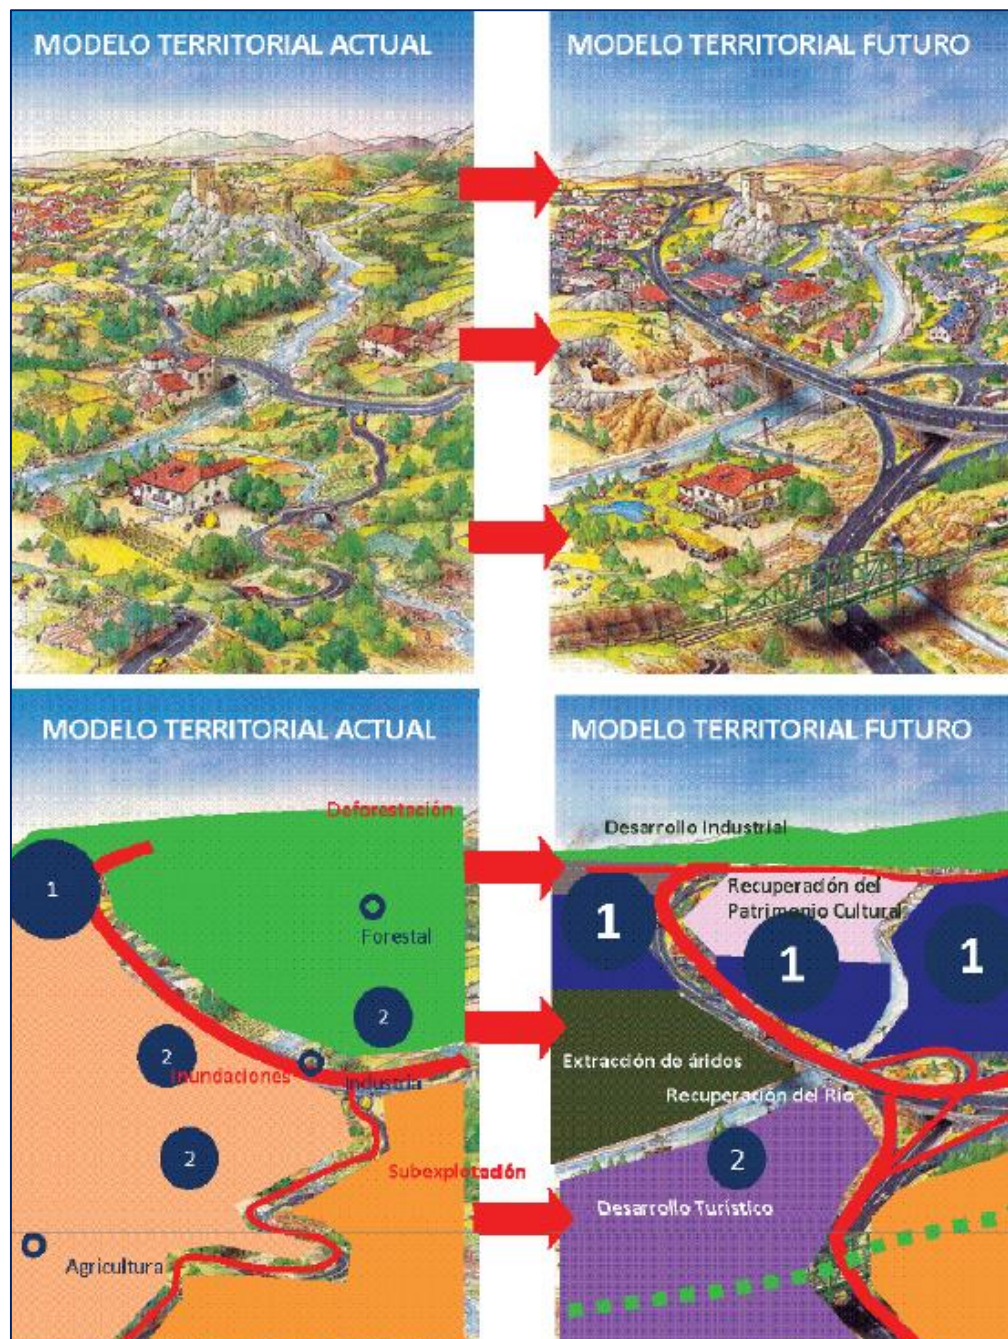 MODELO TERRITORIAL ACTUAL
MODELO TERRITORIAL FUTURO
MODELO TERRITORIAL ACTUAL
Deforestación
1
Forestal
2
2
Inundaciones
Industria
2
Subexplotación
Agricultura
MODELO TERRITORIAL FUTURO
Desarrollo Industrial
Recuperación del
Patrimonio Cultural
1
1
1
Extracción de áridos
Recuperación del Río
2
Desarrollo Turístico